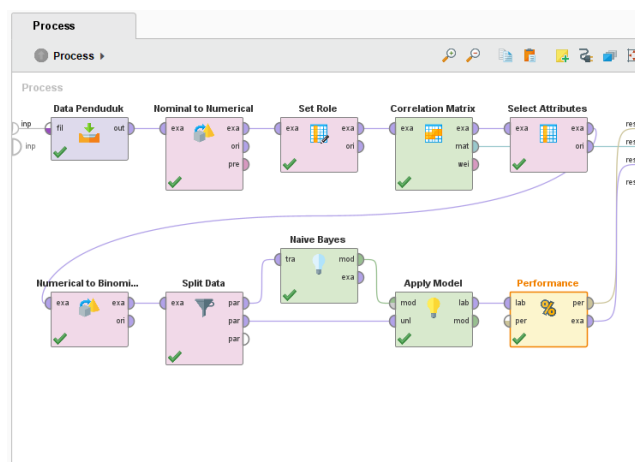 Process
Process
Process
Data Penduduk
Nominal to Numerical
Set Role
Correlation Matrix
Select Attributes
inp
fil
out
exa
exa
exa
exa
exa
exa
exa
exa
res
inp
ori
ori
mat
ori
res
pre
wei
res
res
Naive Bayes
tra
mod
exa
Numerical to Binomi...
Split Data
Apply Model
Performance
exa
exa
exa
par
mod
lab
lab
per
ori
par
unl
mod
per
exa
par